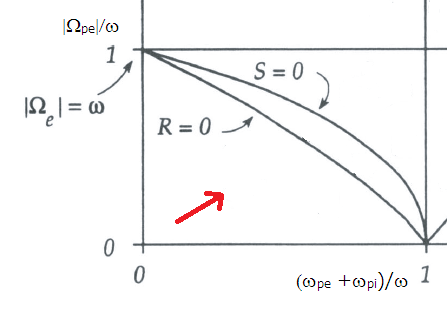 |Ωpe|/ω
1
S = 0
|Ωe| = ω
R = 0
0
0
(ωpe +ωpi)/ω 1